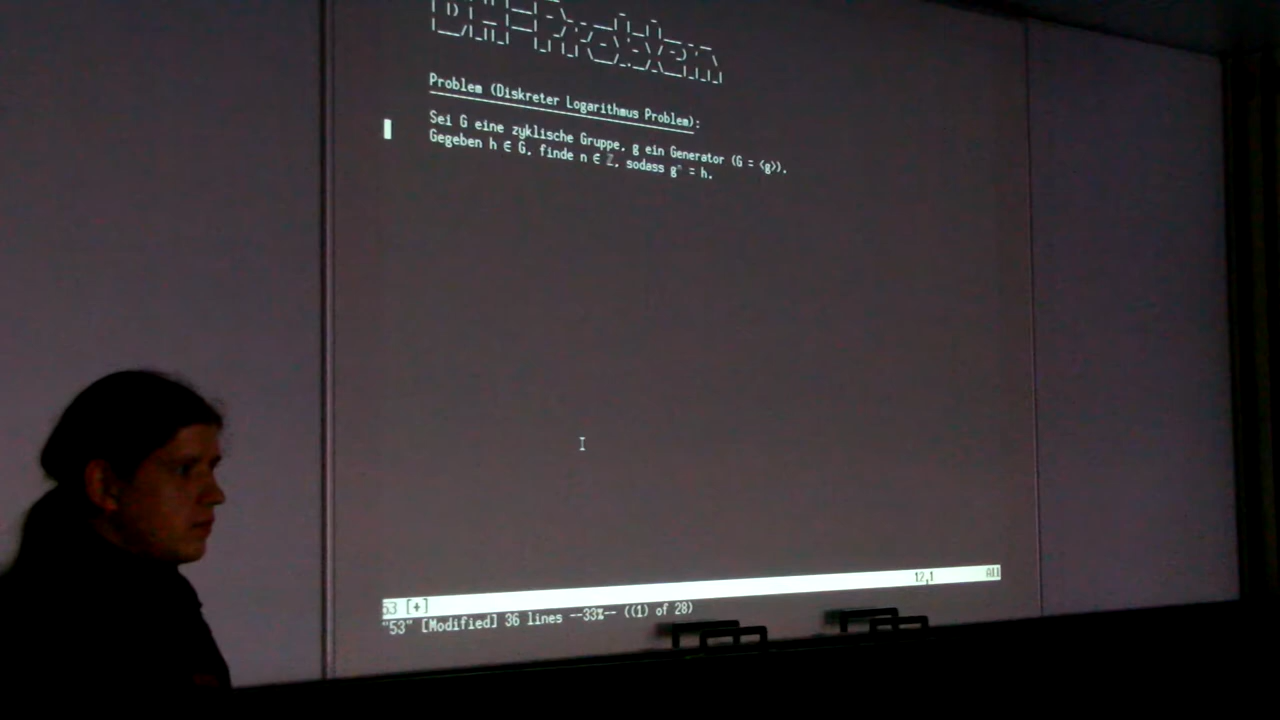 DH-Problem
Problem (Diskreter Logarithmus Problem):
Sei G eine zyklische Gruppe, g ein Generator (G = ⟨g⟩).
Gegeben h ∈ G, finde n ∈ ℤ, sodass gⁿ = h.
53 [+] 12,1 All
"53" [Modified] 36 lines --33%-- ((1) of 28)